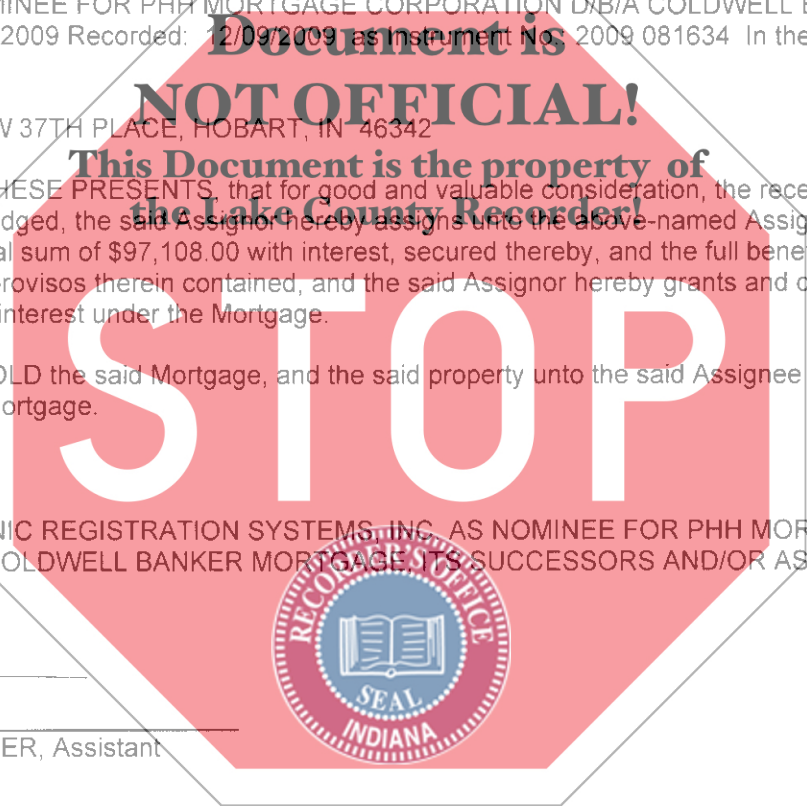 MINEE FOR PHH MORTGAGE CORPORATION D/B/A COLDWELL B
Document is
2009 Recorded: 12/09/2009 as Instrument No. 2009 081634 In the
NOT OFFICIAL!
W 37TH PLACE, HOBART, IN 46342
This Document is the property of
HESE PRESENTS, that for good and valuable consideration, the rece
the Lake County Recorder!
dged, the said Assignor hereby assigns unto the above-named Assig
al sum of $97,108.00 with interest, secured thereby, and the full bene
rovisos therein contained, and the said Assignor hereby grants and c
interest under the Mortgage.
STOP
OLD the said Mortgage, and the said property unto the said Assignee
ortgage.
NIC REGISTRATION SYSTEMS, INC. AS NOMINEE FOR PHH MOR
OLDWELL BANKER MORTGAGE, ITS SUCCESSORS AND/OR AS
RECORDER'S OFFICE
SEAL
INDIANA
ER, Assistant